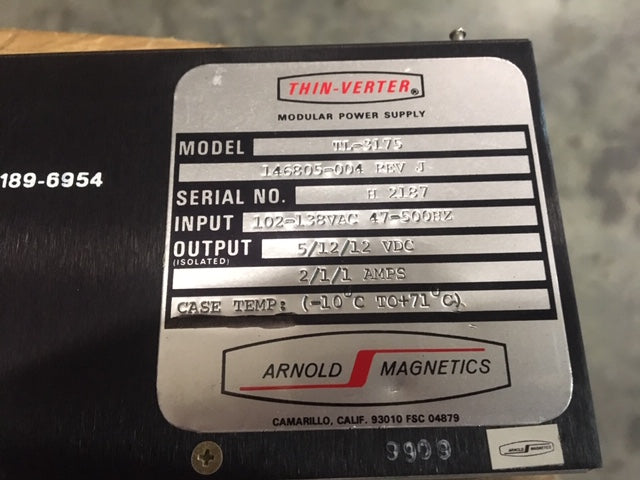 THIN-VERTER®
MODULAR POWER SUPPLY
MODEL TL-3175
146805-004 REV J
189-6954
SERIAL NO. H 2187
INPUT 102-138VAC 47-500HZ
OUTPUT 5/12/12 VDC
(ISOLATED)
2/1/1 AMPS
CASE TEMP: (-10°C TO+71°C)
ARNOLD MAGNETICS
CAMARILLO, CALIF. 93010 FSC 04879
ARNOLD MAGNETICS